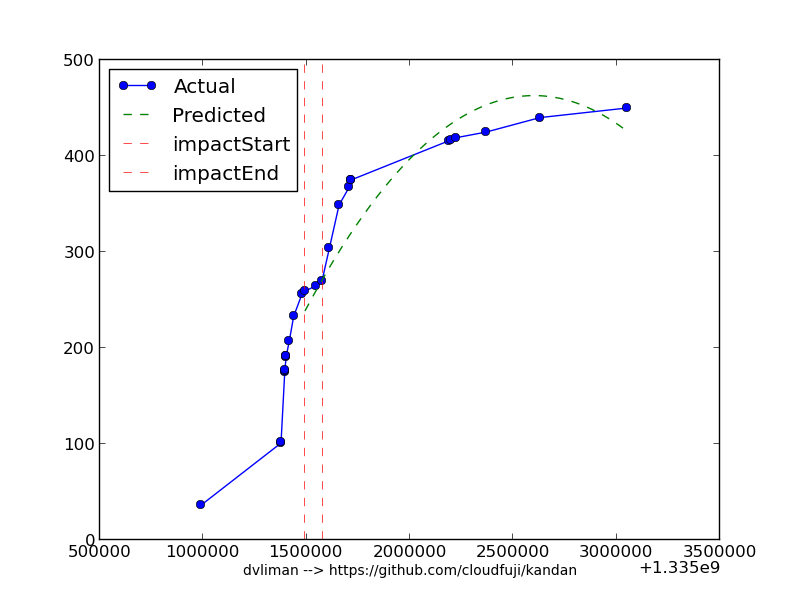 500
400
300
200
100
0
Actual
Predicted
impactStart
impactEnd
500000 1000000 1500000 2000000 2500000 3000000 3500000
+1.335e9
dvliman --> https://github.com/cloudfuji/kandan